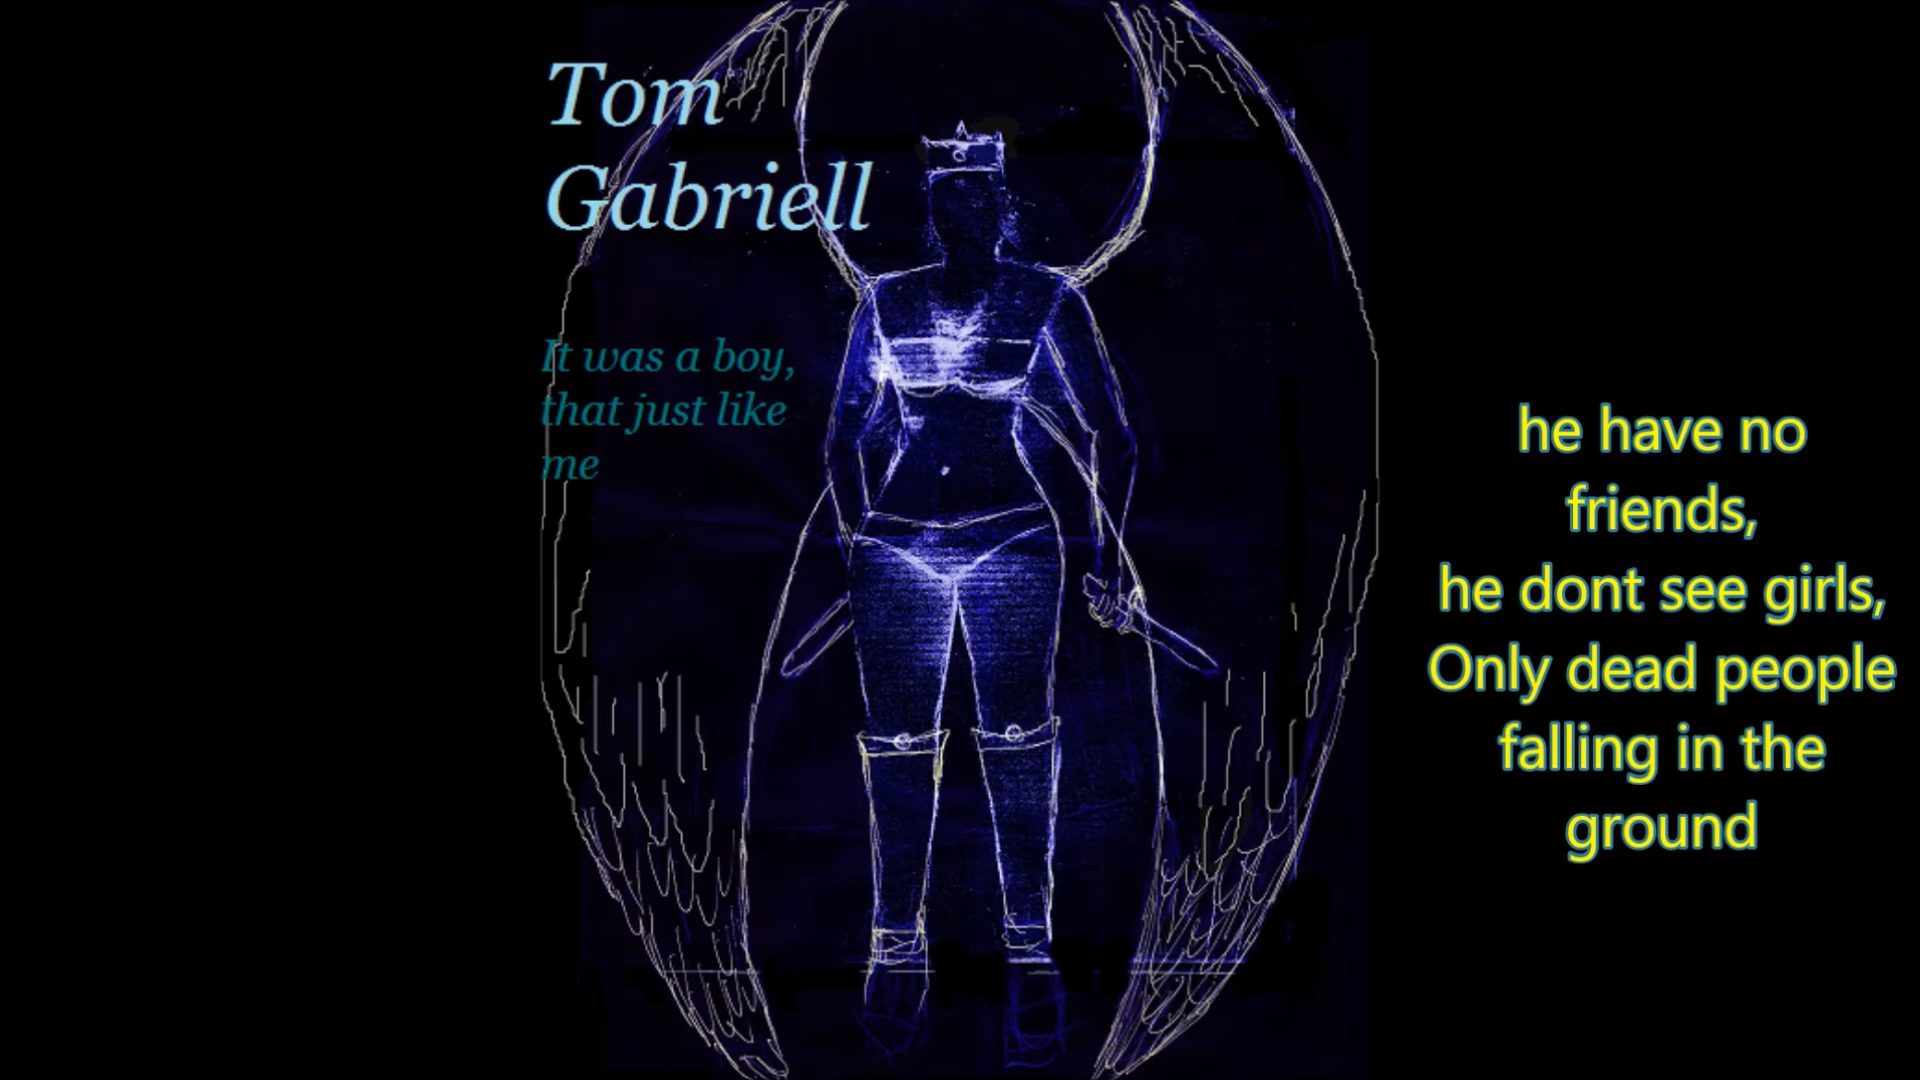 Tom
Gabriell
It was a boy,
that just like
me
he have no
friends,
he dont see girls,
Only dead people
falling in the
ground